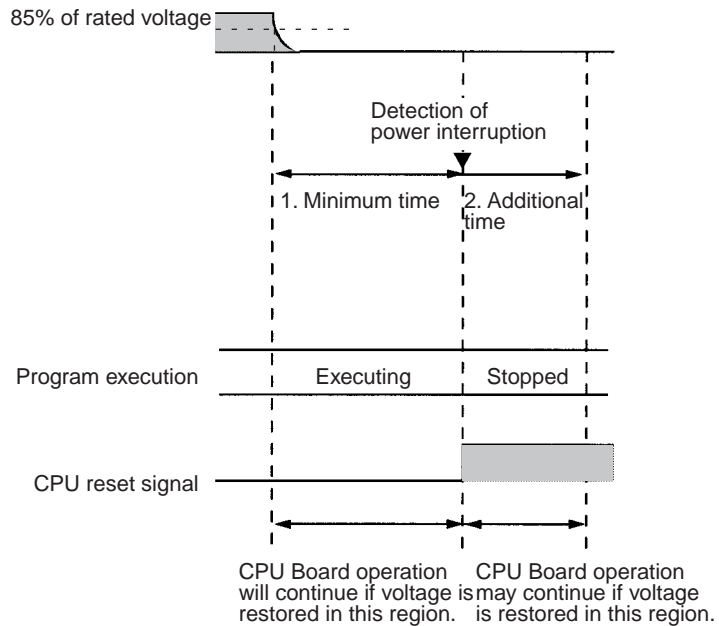 85% of rated voltage
Detection of
power interruption
1. Minimum time
2. Additional
time
Program execution
Executing
Stopped
CPU reset signal
CPU Board operation
will continue if voltage is
restored in this region.
CPU Board operation
may continue if voltage
is restored in this region.